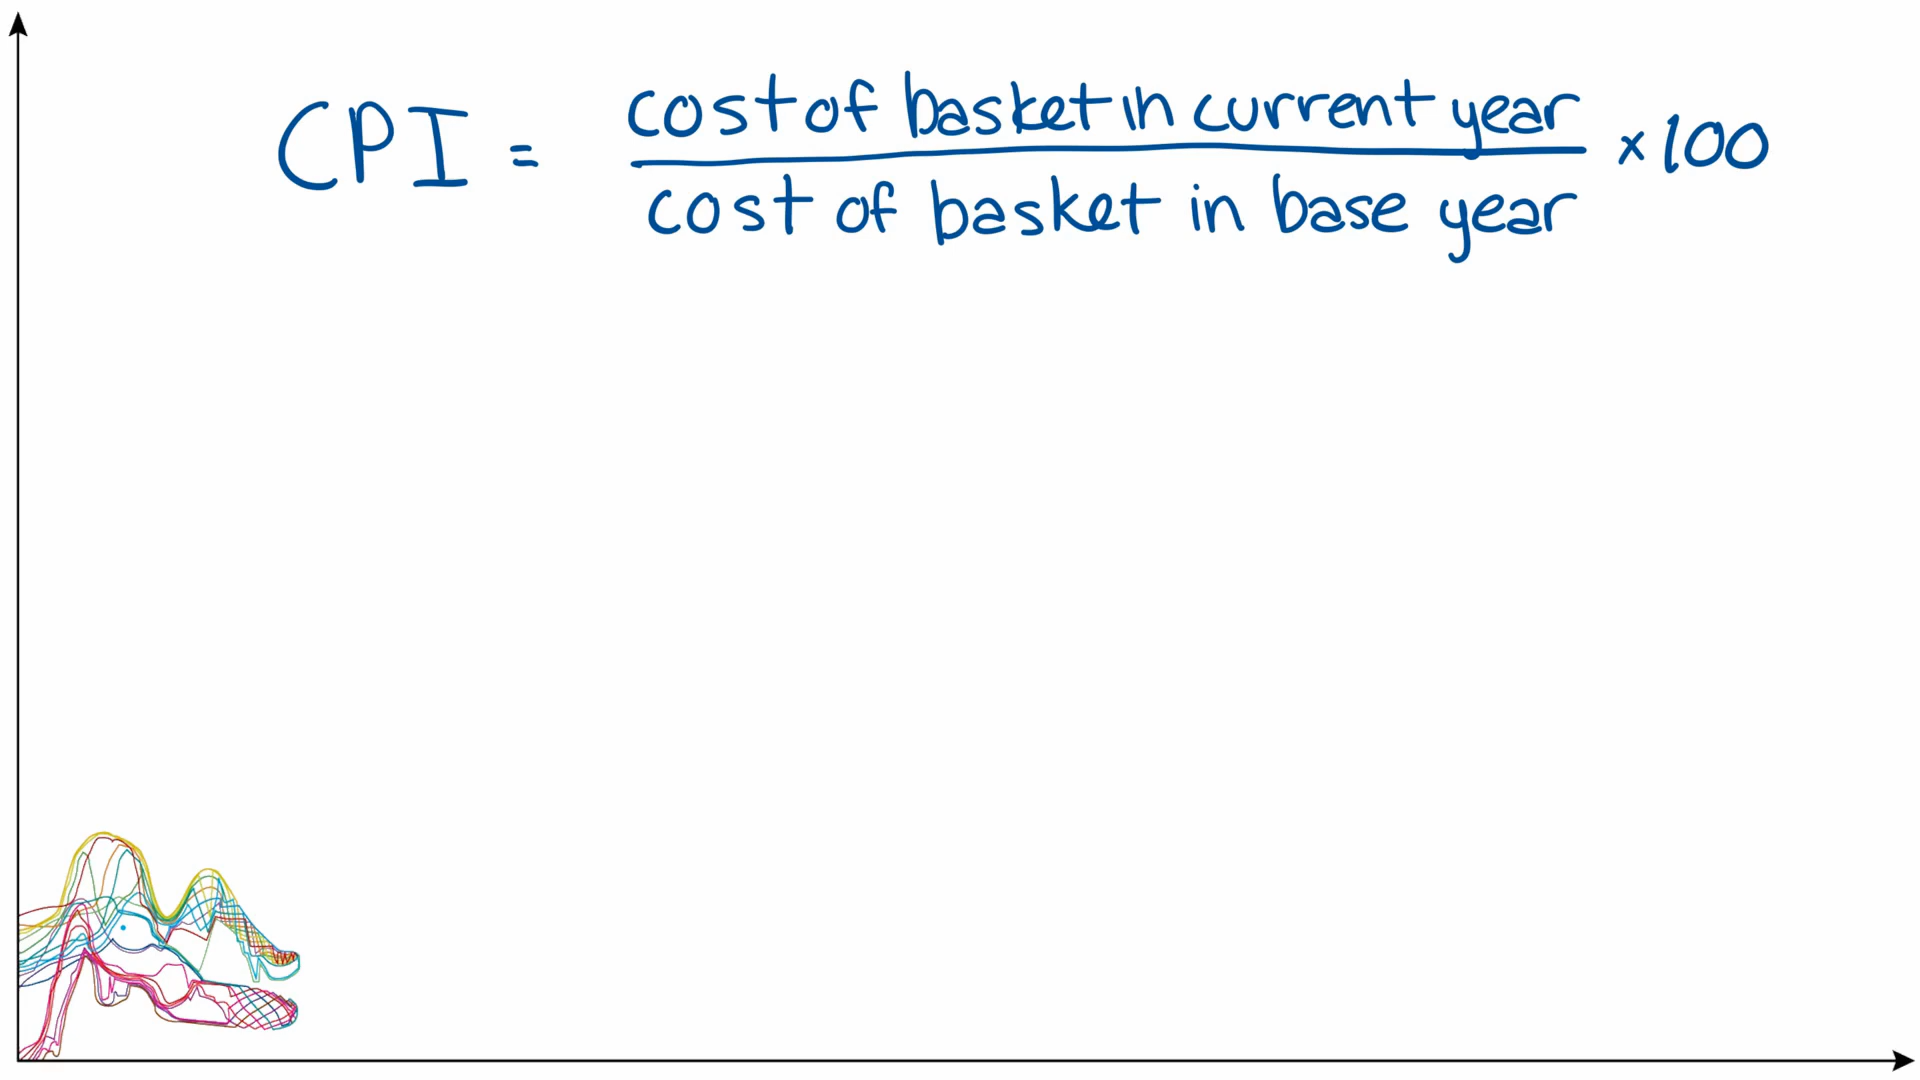 CPI = cost of basket in current year / cost of basket in base year × 100